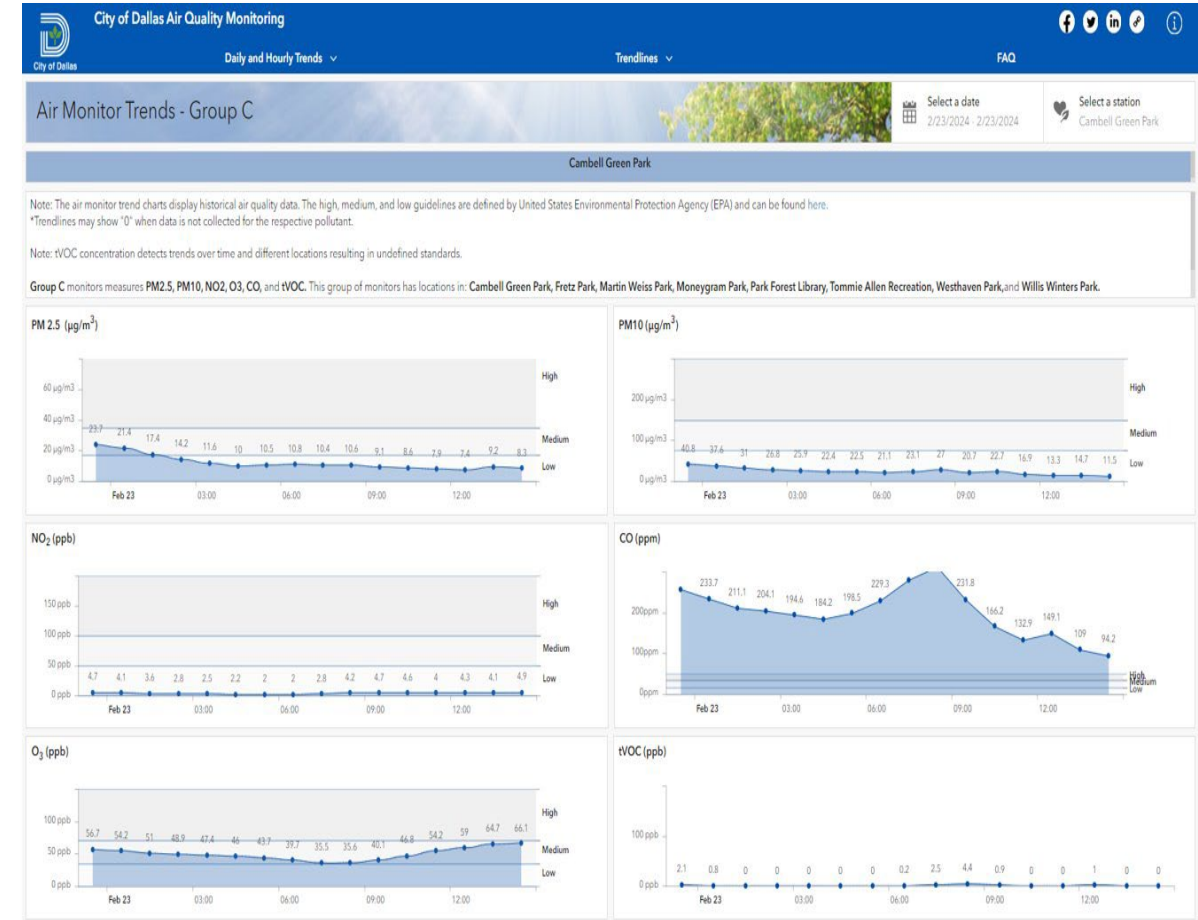 City of Dallas Air Quality Monitoring
City of Dallas
Daily and Hourly Trends
Trendlines
FAQ
Air Monitor Trends - Group C
Select a date
2/23/2024 - 2/23/2024
Select a station
Cambell Green Park
Cambell Green Park
Note: The air monitor trend charts display historical air quality data. The high, medium, and low guidelines are defined by United States Environmental Protection Agency (EPA) and can be found here.
*Trendlines may show "0" when data is not collected for the respective pollutant.
Note: tVOC concentration detects trends over time and different locations resulting in undefined standards.
Group C monitors measures PM2.5, PM10, NO2, O3, CO, and tVOC. This group of monitors has locations in: Cambell Green Park, Fretz Park, Martin Weiss Park, Moneygram Park, Park Forest Library, Tommie Allen Recreation, Westhaven Park,and Willis Winters Park.
PM 2.5 (µg/m³)
High
60 µg/m3
40 µg/m3
23.7 21.4 17.4 14.2 11.6 10 10.5 10.8 10.4 10.6 9.1 8.6 7.9 7.4 9.2 8.3
Medium
20 µg/m3
Low
0 µg/m3
Feb 23 03:00 06:00 09:00 12:00
PM10 (µg/m³)
High
200 µg/m3
Medium
100 µg/m3
40.8 37.6 31 26.8 25.9 22.4 22.5 21.1 23.1 27 20.7 22.7 16.9 13.3 14.7 11.5
Low
0 µg/m3
Feb 23 03:00 06:00 09:00 12:00
NO₂ (ppb)
150 ppb
High
100 ppb
Medium
50 ppb
4.7 4.1 3.6 2.8 2.5 2.2 2 2 2.8 4.2 4.7 4.6 4 4.3 4.1 4.9
Low
0 ppb
Feb 23 03:00 06:00 09:00 12:00
CO (ppm)
233.7 211.1 204.1 194.6 184.2 198.5 229.3 231.8 166.2 132.9 149.1 109 94.2
200ppm
100ppm
High
Medium
Low
0ppm
Feb 23 03:00 06:00 09:00 12:00
O₃ (ppb)
High
100 ppb
56.7 54.2 51 48.9 47.4 46 43.7 39.7 35.5 35.6 40.1 46.8 54.2 59 64.7 66.1
50 ppb
Medium
Low
0 ppb
Feb 23 03:00 06:00 09:00 12:00
tVOC (ppb)
100 ppb
2.1 0.8 0 0 0 0 0 0.2 2.5 4.4 0.9 0 0 1 0 0
0 ppb
Feb 23 03:00 06:00 09:00 12:00